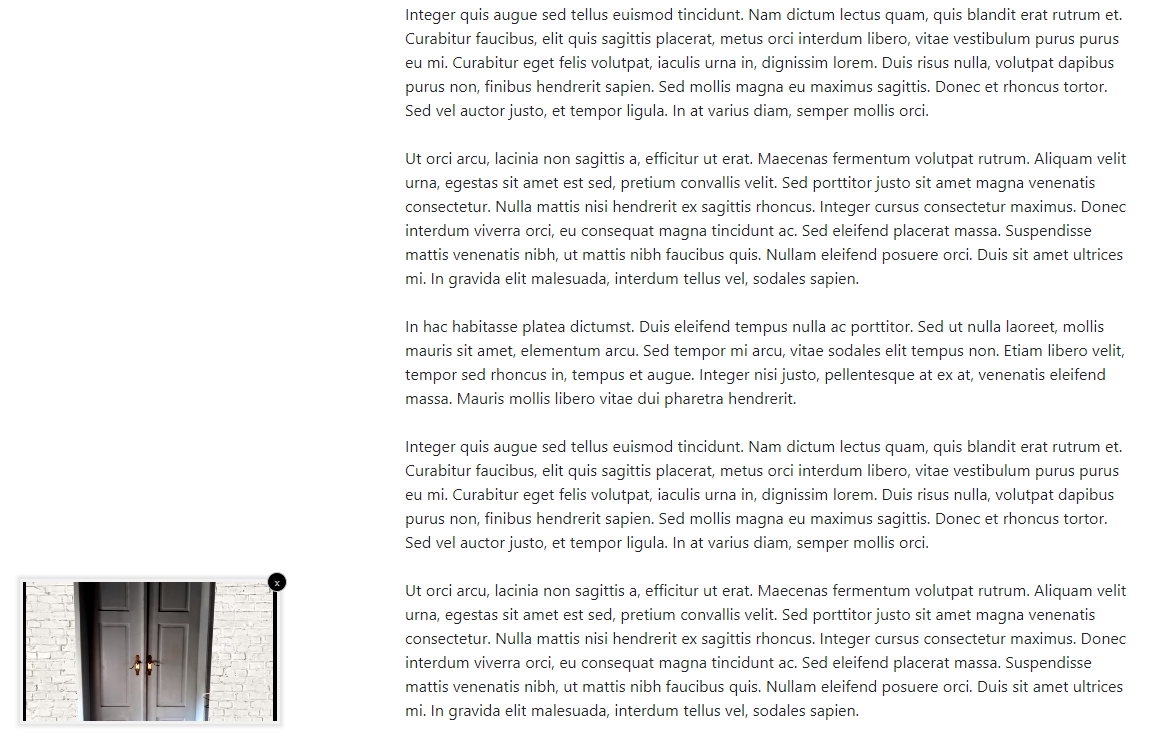 Integer quis augue sed tellus euismod tincidunt. Nam dictum lectus quam, quis blandit erat rutrum et.
Curabitur faucibus, elit quis sagittis placerat, metus orci interdum libero, vitae vestibulum purus purus
eu mi. Curabitur eget felis volutpat, iaculis urna in, dignissim lorem. Duis risus nulla, volutpat dapibus
purus non, finibus hendrerit sapien. Sed mollis magna eu maximus sagittis. Donec et rhoncus tortor.
Sed vel auctor justo, et tempor ligula. In at varius diam, semper mollis orci.
Ut orci arcu, lacinia non sagittis a, efficitur ut erat. Maecenas fermentum volutpat rutrum. Aliquam velit
urna, egestas sit amet est sed, pretium convallis velit. Sed porttitor justo sit amet magna venenatis
consectetur. Nulla mattis nisi hendrerit ex sagittis rhoncus. Integer cursus consectetur maximus. Donec
interdum viverra orci, eu consequat magna tincidunt ac. Sed eleifend placerat massa. Suspendisse
mattis venenatis nibh, ut mattis nibh faucibus quis. Nullam eleifend posuere orci. Duis sit amet ultrices
mi. In gravida elit malesuada, interdum tellus vel, sodales sapien.
In hac habitasse platea dictumst. Duis eleifend tempus nulla ac porttitor. Sed ut nulla laoreet, mollis
mauris sit amet, elementum arcu. Sed tempor mi arcu, vitae sodales elit tempus non. Etiam libero velit,
tempor sed rhoncus in, tempus et augue. Integer nisi justo, pellentesque at ex at, venenatis eleifend
massa. Mauris mollis libero vitae dui pharetra hendrerit.
Integer quis augue sed tellus euismod tincidunt. Nam dictum lectus quam, quis blandit erat rutrum et.
Curabitur faucibus, elit quis sagittis placerat, metus orci interdum libero, vitae vestibulum purus purus
eu mi. Curabitur eget felis volutpat, iaculis urna in, dignissim lorem. Duis risus nulla, volutpat dapibus
purus non, finibus hendrerit sapien. Sed mollis magna eu maximus sagittis. Donec et rhoncus tortor.
Sed vel auctor justo, et tempor ligula. In at varius diam, semper mollis orci.
x
Ut orci arcu, lacinia non sagittis a, efficitur ut erat. Maecenas fermentum volutpat rutrum. Aliquam velit
urna, egestas sit amet est sed, pretium convallis velit. Sed porttitor justo sit amet magna venenatis
consectetur. Nulla mattis nisi hendrerit ex sagittis rhoncus. Integer cursus consectetur maximus. Donec
interdum viverra orci, eu consequat magna tincidunt ac. Sed eleifend placerat massa. Suspendisse
mattis venenatis nibh, ut mattis nibh faucibus quis. Nullam eleifend posuere orci. Duis sit amet ultrices
mi. In gravida elit malesuada, interdum tellus vel, sodales sapien.